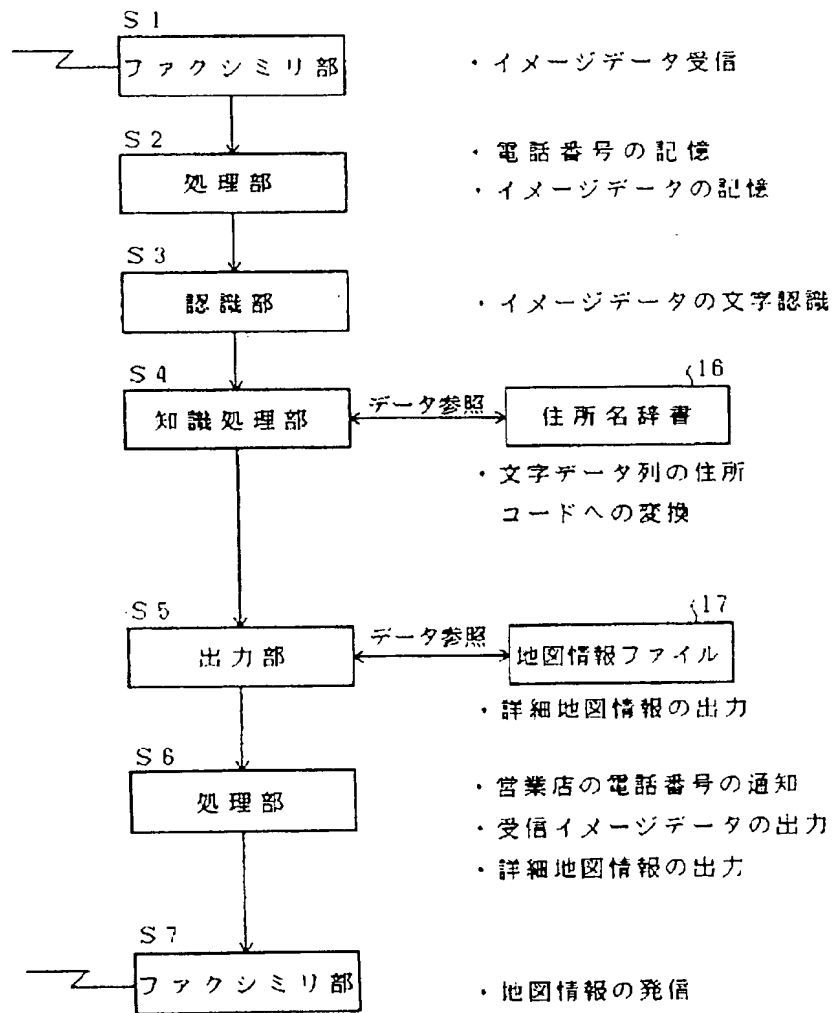 S1
ファクシミリ部
・イメージデータ受信
S2
処理部
・電話番号の記憶
・イメージデータの記憶
S3
認識部
・イメージデータの文字認識
S4
知識処理部
データ参照
16
住所名辞書
・文字データ列の住所
コードへの変換
S5
出力部
データ参照
17
地図情報ファイル
・詳細地図情報の出力
S6
処理部
・営業店の電話番号の通知
・受信イメージデータの出力
・詳細地図情報の出力
S7
ファクシミリ部
・地図情報の発信